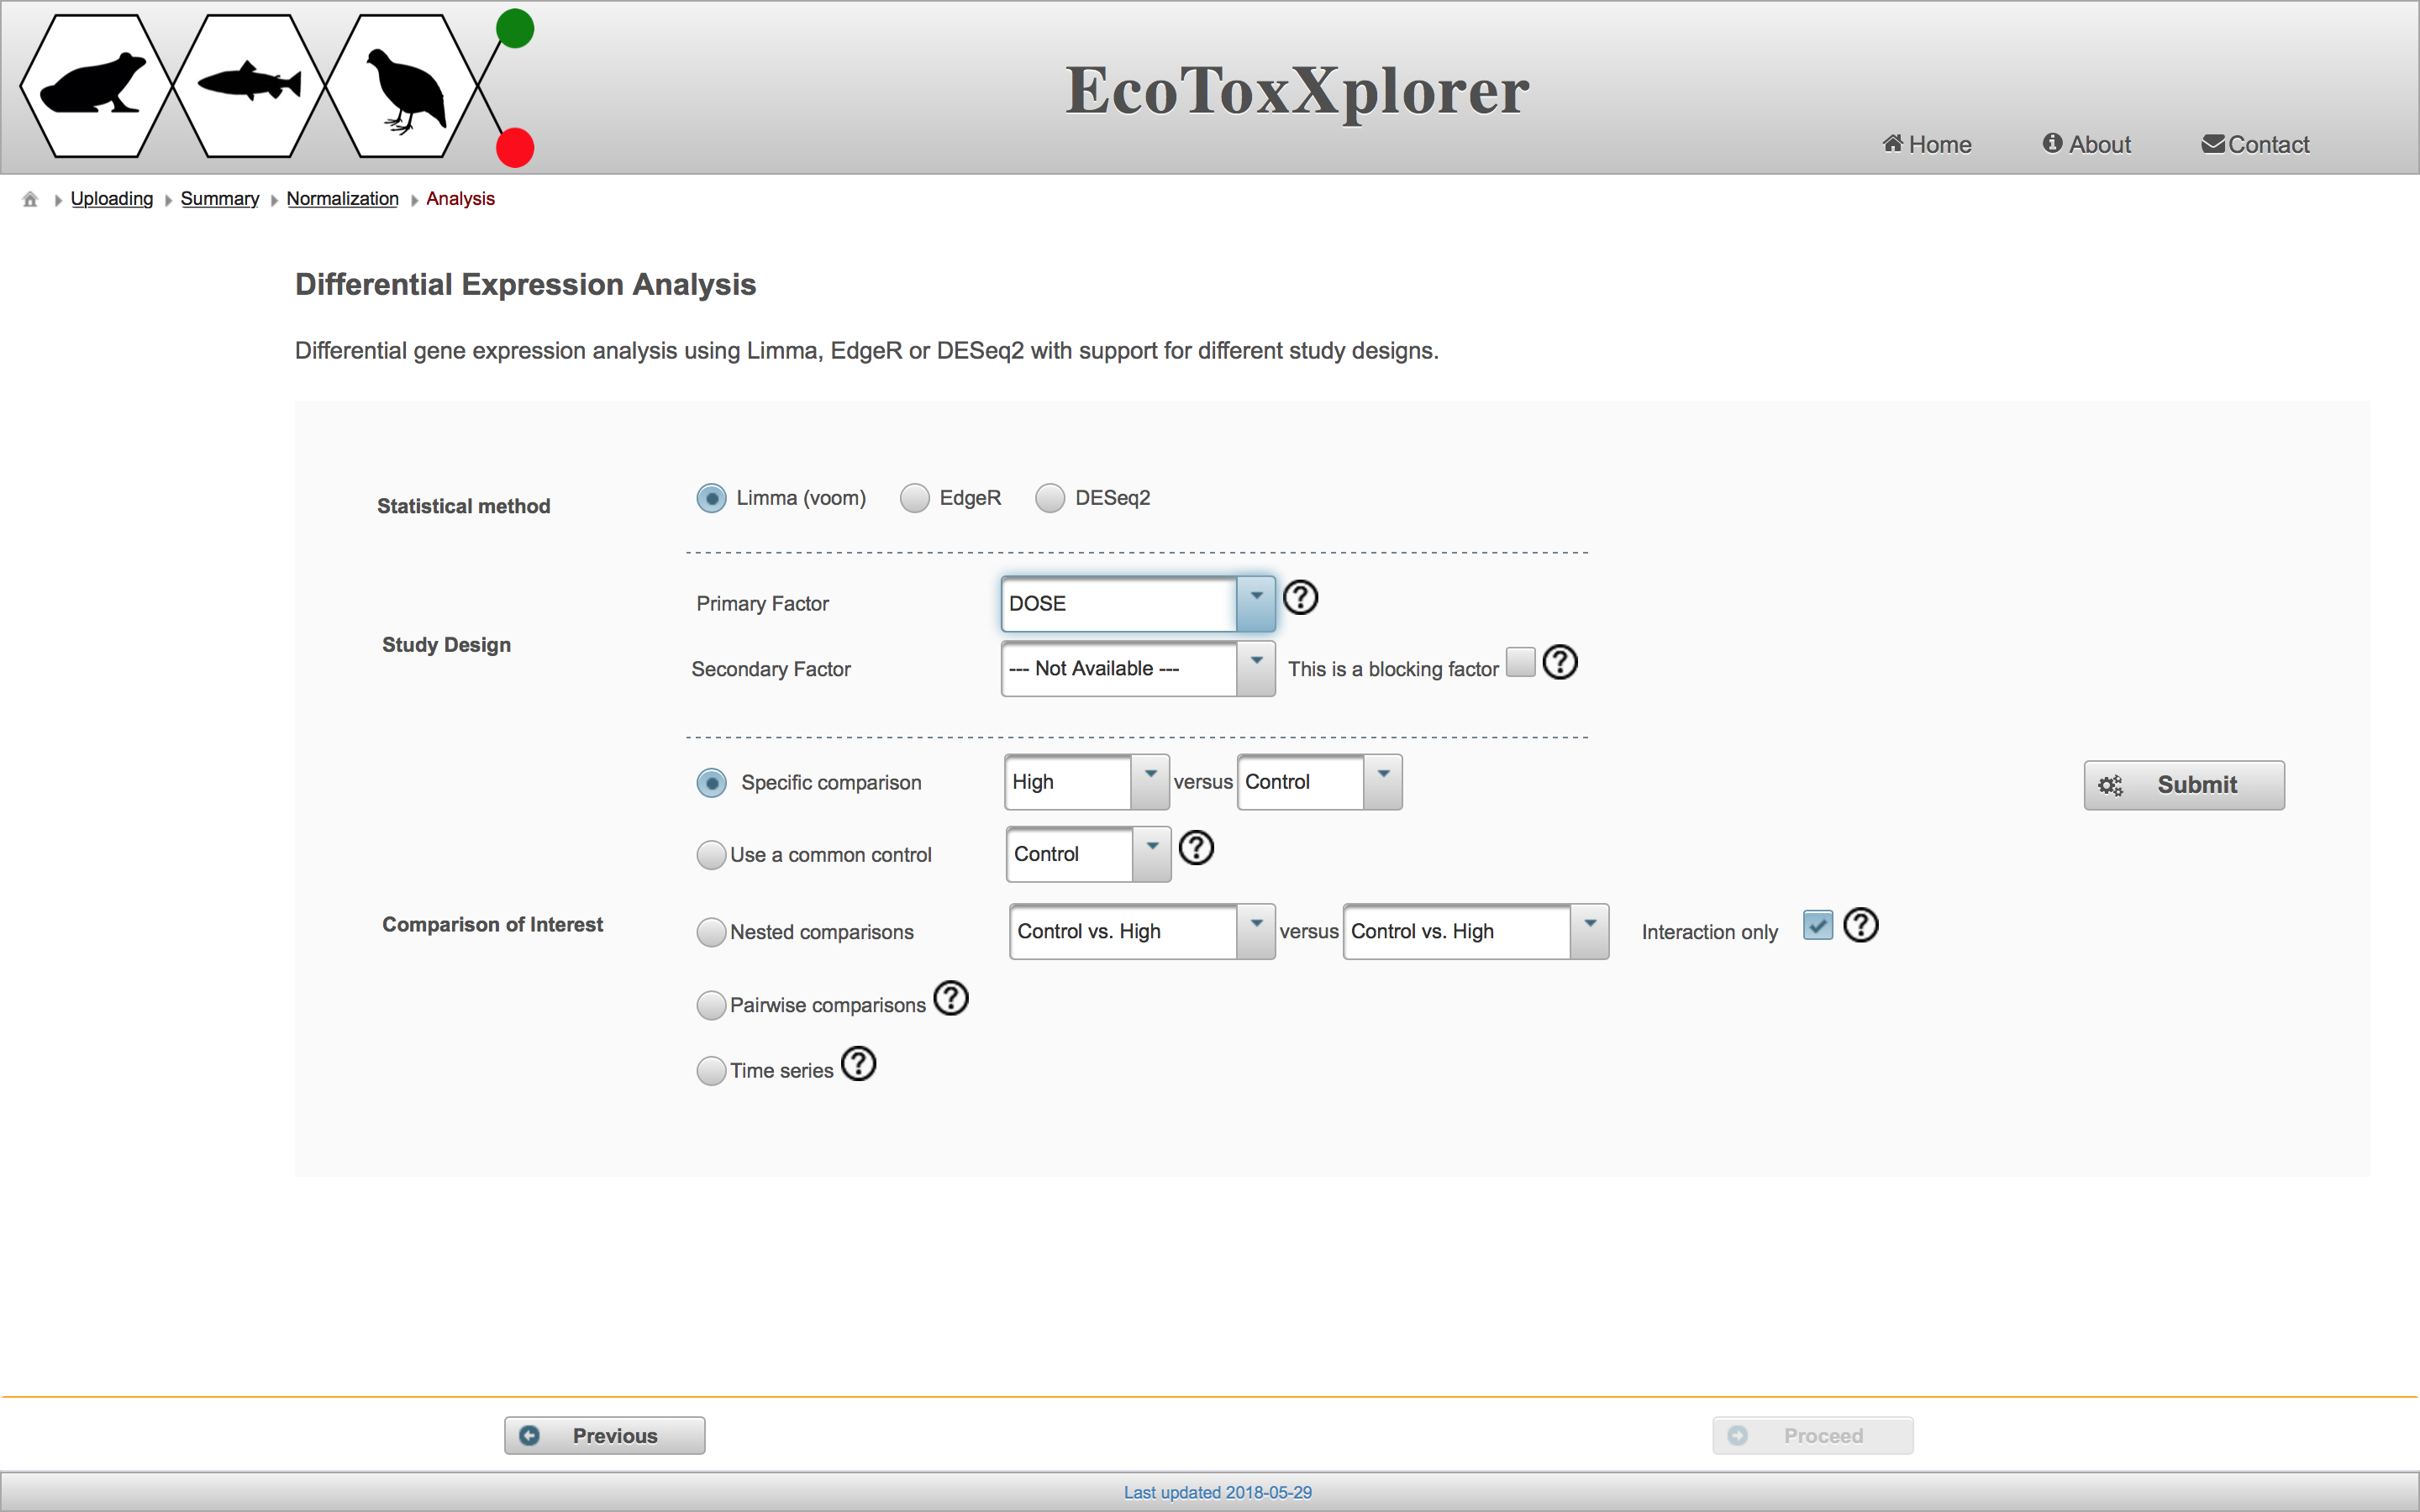 EcoToxXplorer
Home About Contact
Uploading Summary Normalization Analysis
Differential Expression Analysis
Differential gene expression analysis using Limma, EdgeR or DESeq2 with support for different study designs.
Statistical method Limma (voom) EdgeR DESeq2
Primary Factor DOSE ?
Study Design
Secondary Factor --- Not Available --- This is a blocking factor ?
Specific comparison High versus Control
Submit
Use a common control Control ?
Comparison of Interest
Nested comparisons Control vs. High versus Control vs. High Interaction only ?
Pairwise comparisons ?
Time series ?
Previous Proceed
Last updated 2018-05-29